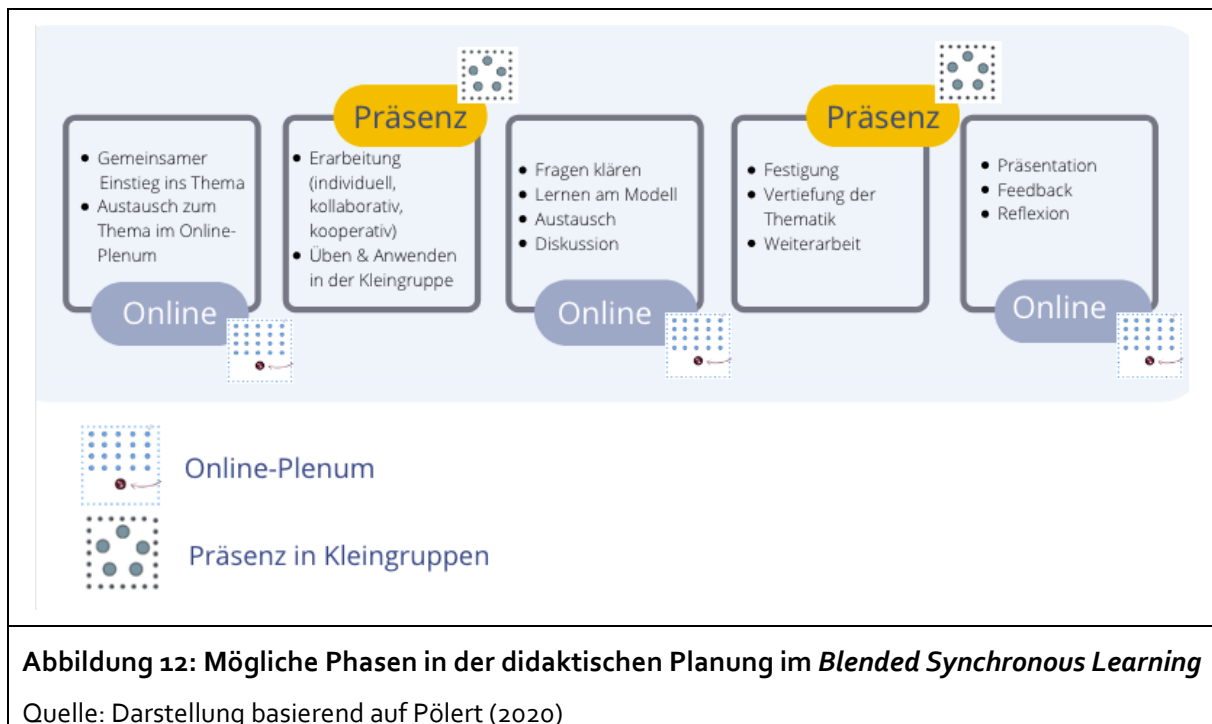 Präsenz
Präsenz
• Gemeinsamer
Einstieg ins Thema
• Austausch zum
Thema im Online-
Plenum
Online
• Erarbeitung
(individuell,
kollaborativ,
kooperativ)
• Üben & Anwenden
in der Kleingruppe
• Fragen klären
• Lernen am Modell
• Austausch
• Diskussion
Online
• Festigung
• Vertiefung der
Thematik
• Weiterarbeit
• Präsentation
• Feedback
• Reflexion
Online
Online-Plenum
Präsenz in Kleingruppen
Abbildung 12: Mögliche Phasen in der didaktischen Planung im Blended Synchronous Learning
Quelle: Darstellung basierend auf Pölert (2020)